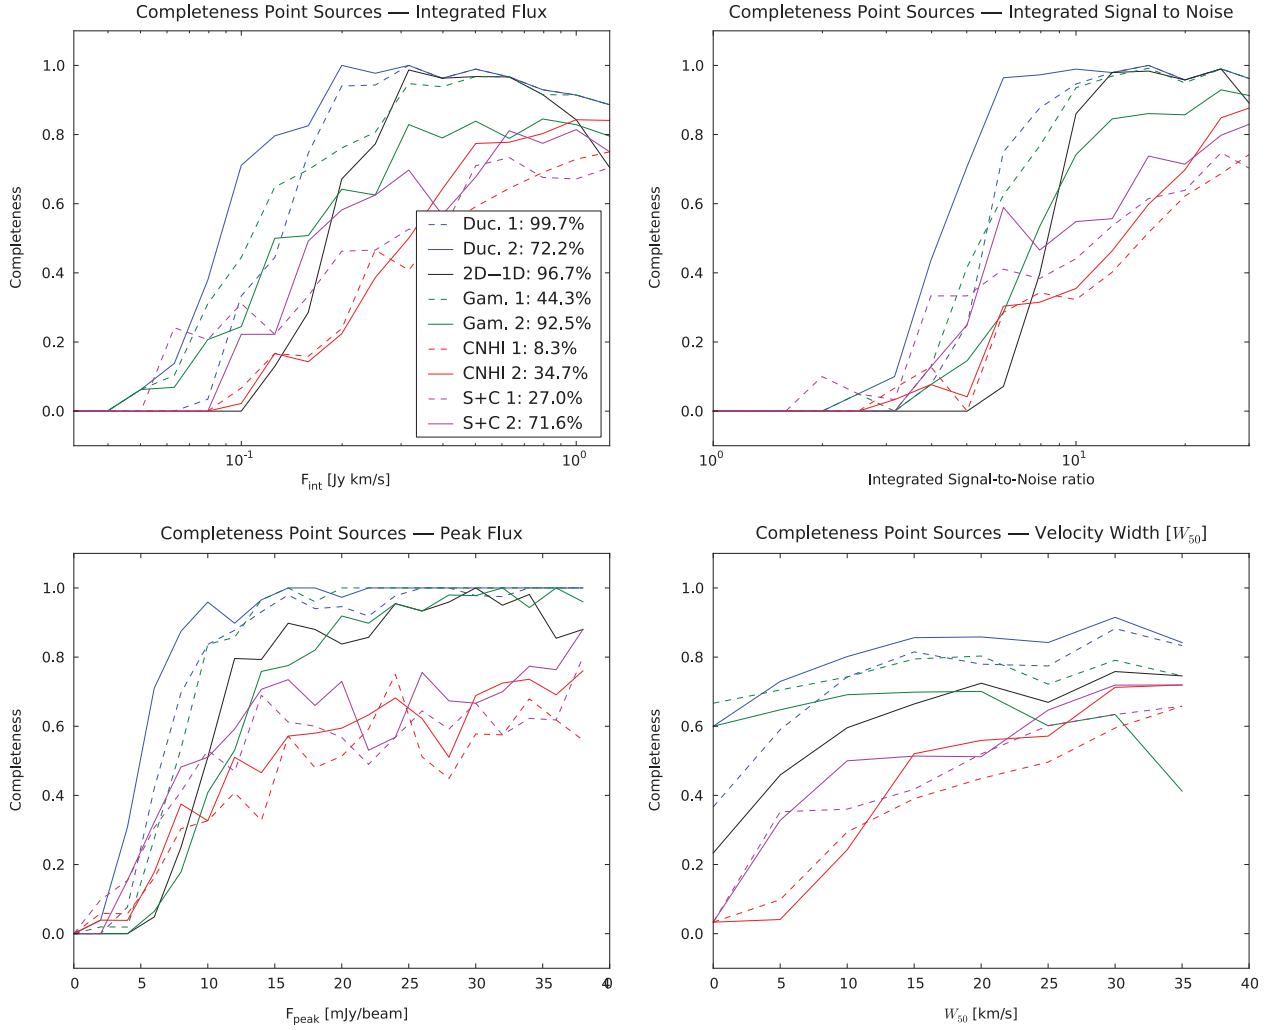 Completeness Point Sources — Integrated Flux
1.0
0.8
0.6
0.4
0.2
0.0
Completeness
10⁻¹
10⁰
F_int [Jy km/s]
Duc. 1: 99.7%
Duc. 2: 72.2%
2D−1D: 96.7%
Gam. 1: 44.3%
Gam. 2: 92.5%
CNHI 1: 8.3%
CNHI 2: 34.7%
S+C 1: 27.0%
S+C 2: 71.6%
Completeness Point Sources — Integrated Signal to Noise
1.0
0.8
0.6
0.4
0.2
0.0
Completeness
10⁰
10¹
Integrated Signal-to-Noise ratio
Completeness Point Sources — Peak Flux
1.0
0.8
0.6
0.4
0.2
0.0
Completeness
0 5 10 15 20 25 30 35 40
F_peak [mJy/beam]
Completeness Point Sources — Velocity Width [W₅₀]
1.0
0.8
0.6
0.4
0.2
0.0
Completeness
0 5 10 15 20 25 30 35 40
W₅₀ [km/s]